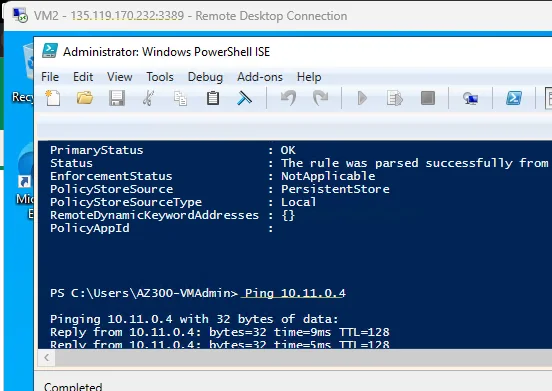 VM2 - 135.119.170.232:3389 - Remote Desktop Connection
Administrator: Windows PowerShell ISE
File Edit View Tools Debug Add-ons Help
PrimaryStatus : OK
Status : The rule was parsed successfully from
EnforcementStatus : NotApplicable
PolicyStoreSource : PersistentStore
PolicyStoreSourceType : Local
RemoteDynamicKeywordAddresses : {}
PolicyAppId :
PS C:\Users\AZ300-VMAdmin> Ping 10.11.0.4
Pinging 10.11.0.4 with 32 bytes of data:
Reply from 10.11.0.4: bytes=32 time=9ms TTL=128
Reply from 10.11.0.4: bytes=32 time=5ms TTL=128
Completed